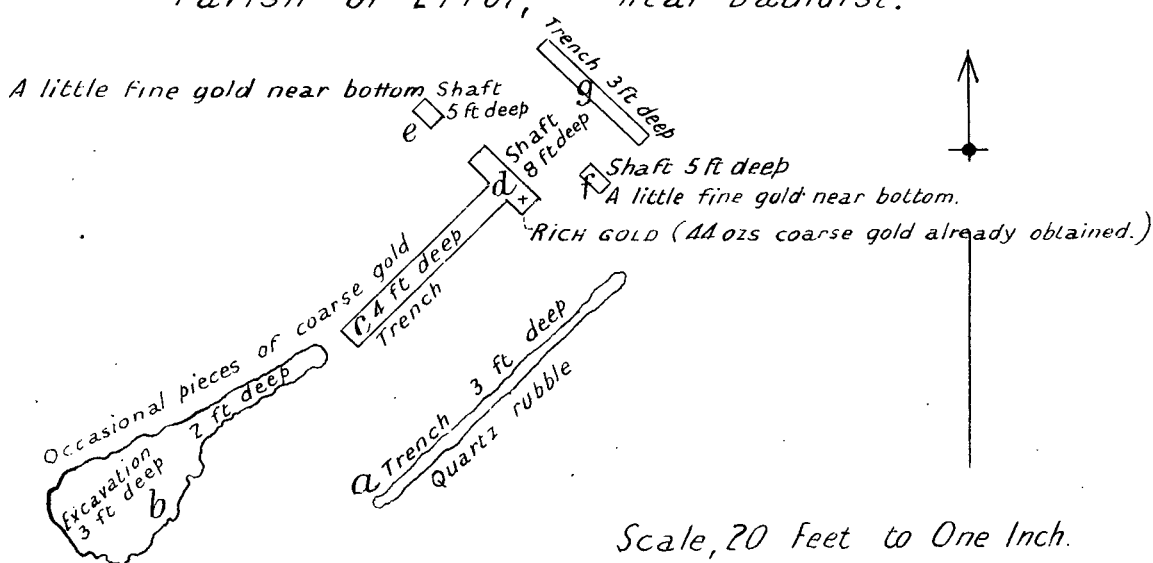 Trench 3 ft deep
g
A little fine gold near bottom Shaft
5 ft deep
e
Shaft
8 ft deep
d
Shaft 5 ft deep
f
A little fine gold near bottom.
RICH GOLD (44 ozs coarse gold already obtained.)
C 4 ft deep
Trench
Occasional pieces of coarse gold
2 ft deep
Excavation
3 ft deep
b
a Trench 3 ft deep
Quartz rubble
Scale, 20 Feet to One Inch.